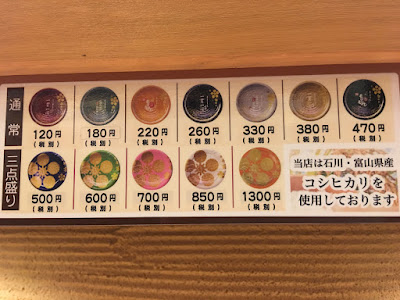 通常
120円 180円 220円 260円 330円 380円 470円
(税別) (税別) (税別) (税別) (税別) (税別) (税別)
三点盛り
500円 600円 700円 850円 1300円
(税別) (税別) (税別) (税別) (税別)
当店は石川・富山県産
コシヒカリを
使用しております